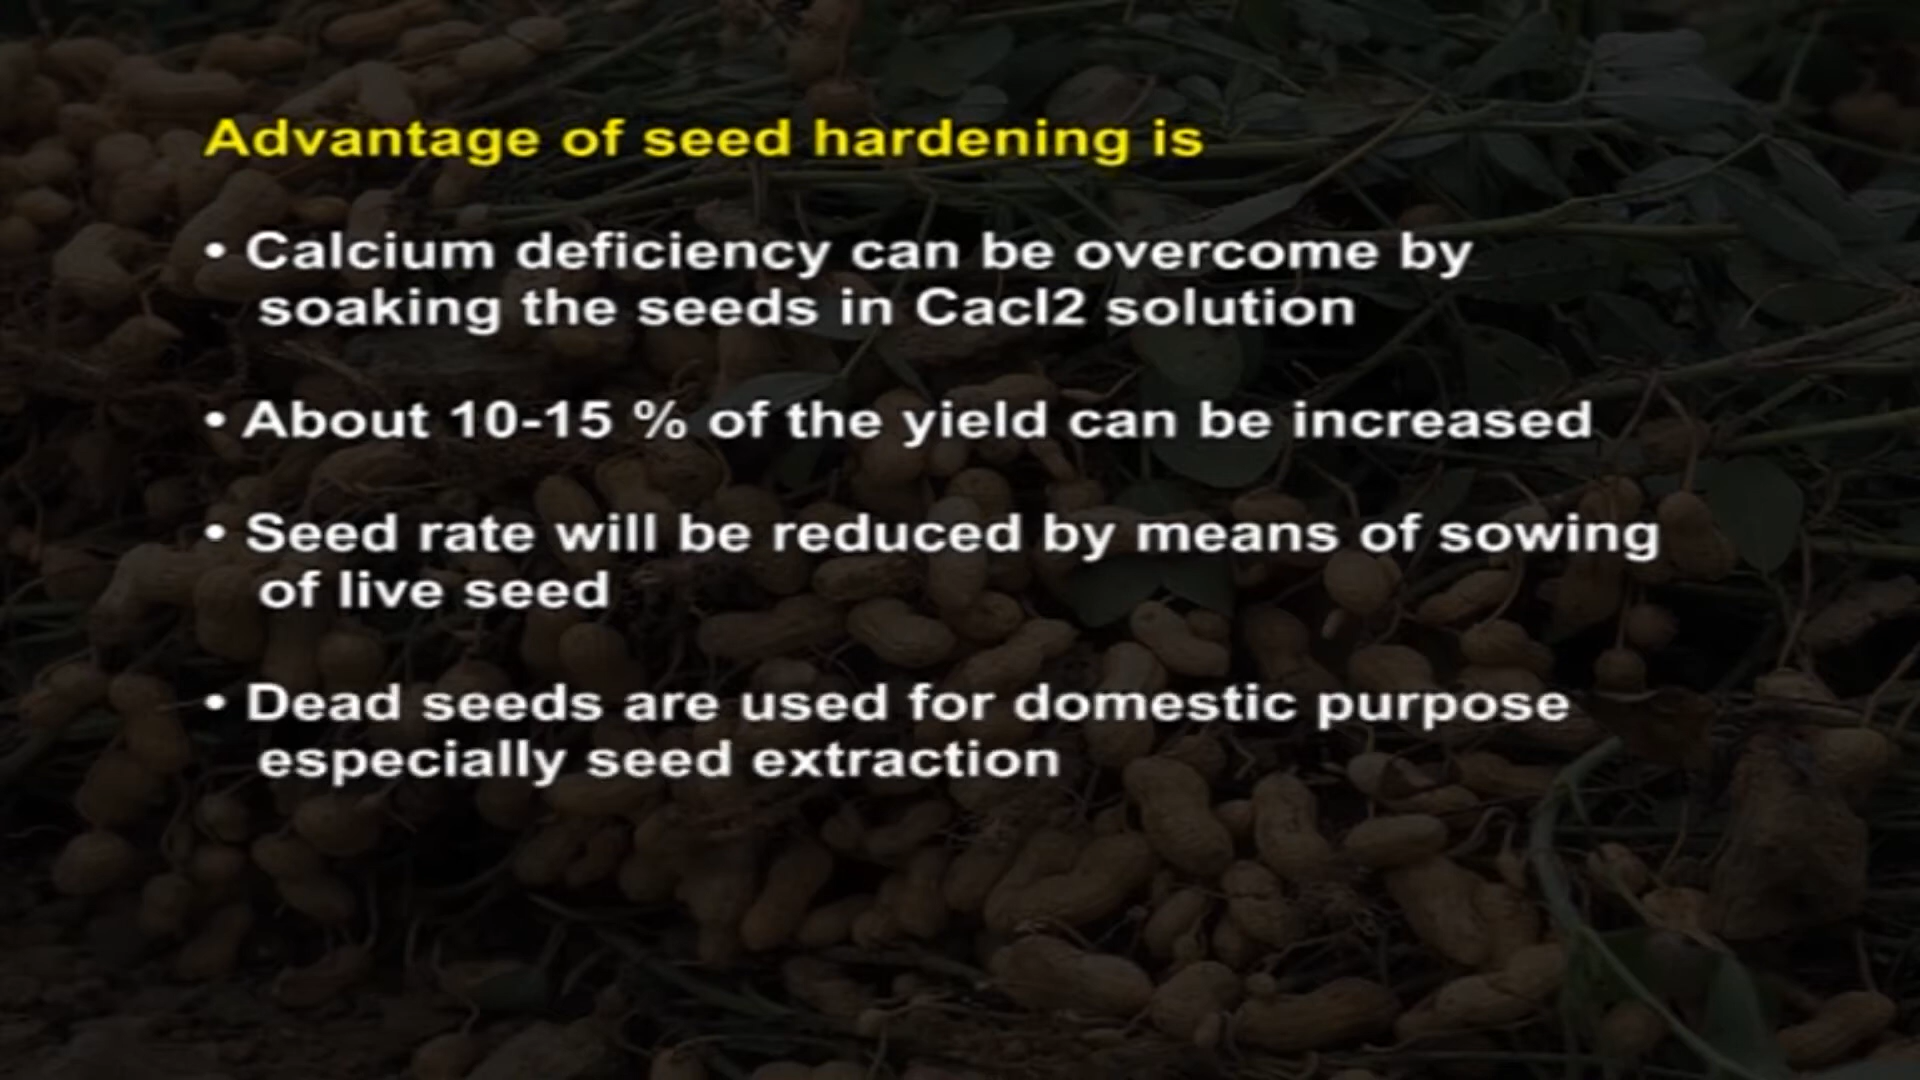 Advantage of seed hardening is
• Calcium deficiency can be overcome by
soaking the seeds in Cacl2 solution
• About 10-15 % of the yield can be increased
• Seed rate will be reduced by means of sowing
of live seed
• Dead seeds are used for domestic purpose
especially seed extraction